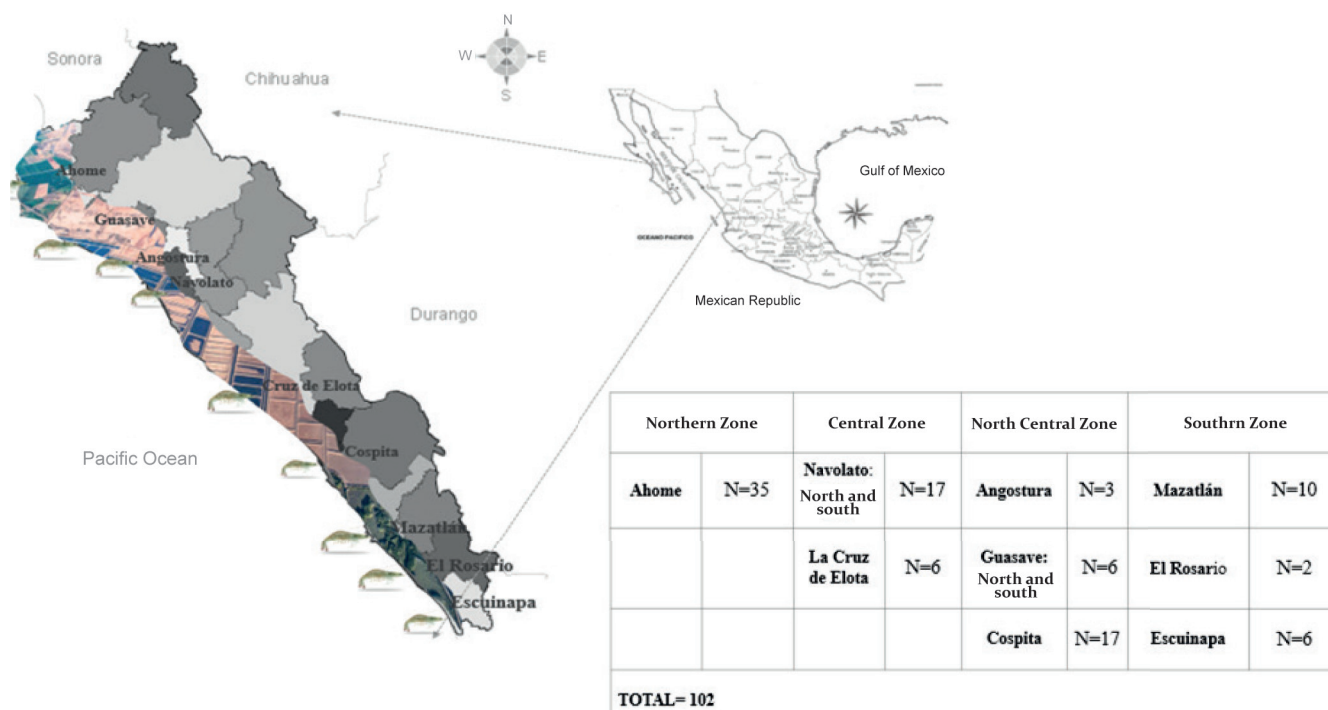 N
W
E
S
Sonora
Chihuahua
Ahome
Guasave
Angostura
Navolato
Durango
Cruz de Elota
Cospita
Pacific Ocean
Mazatlán
El Rosario
Escuinapa
Gulf of Mexico
OCEANO PACIFICO
Mexican Republic
Northern Zone
Central Zone
North Central Zone
Southrn Zone
Ahome
N=35
Navolato:
North and
south
N=17
Angostura
N=3
Mazatlán
N=10
La Cruz
de Elota
N=6
Guasave:
North and
south
N=6
El Rosario
N=2
Cospita
N=17
Escuinapa
N=6
TOTAL= 102